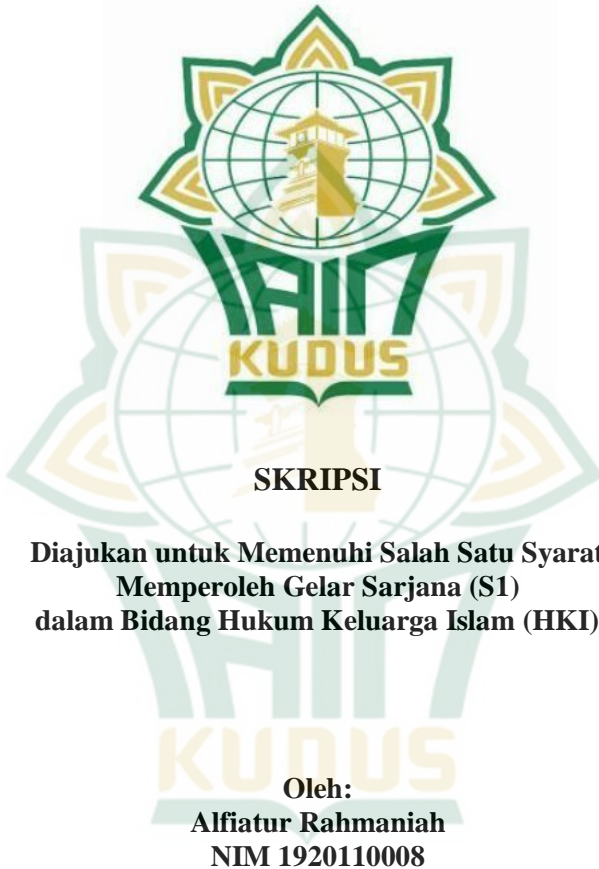 IAIN
KUDUS
SKRIPSI
Diajukan untuk Memenuhi Salah Satu Syarat
Memperoleh Gelar Sarjana (S1)
dalam Bidang Hukum Keluarga Islam (HKI)
Oleh:
Alfiatur Rahmaniah
NIM 1920110008